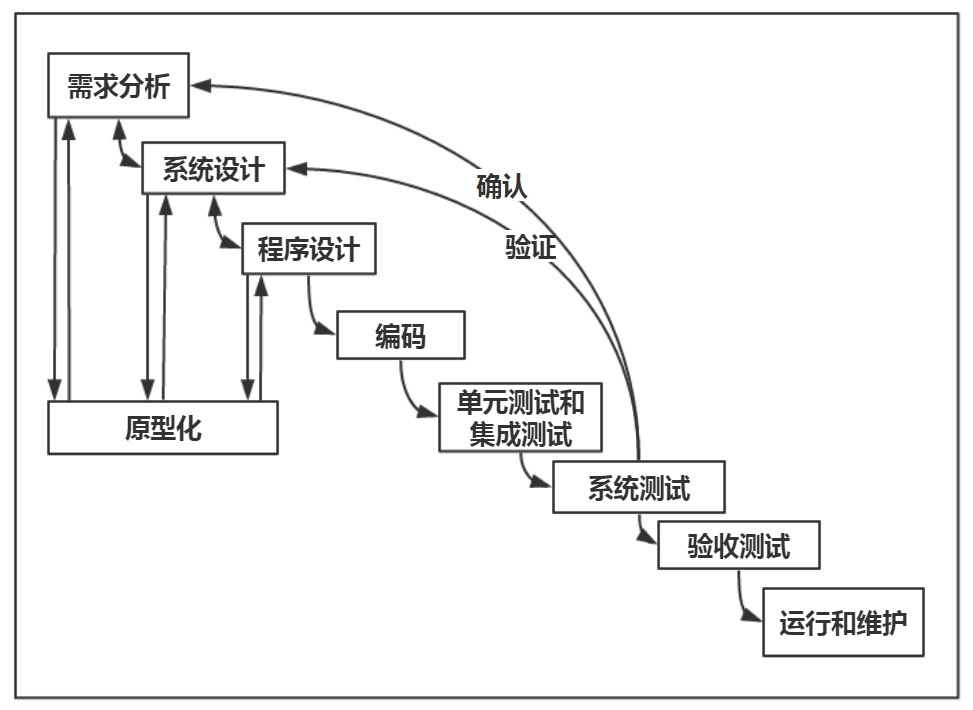 需求分析
系统设计
确认
验证
程序设计
编码
单元测试和
集成测试
原型化
系统测试
验收测试
运行和维护